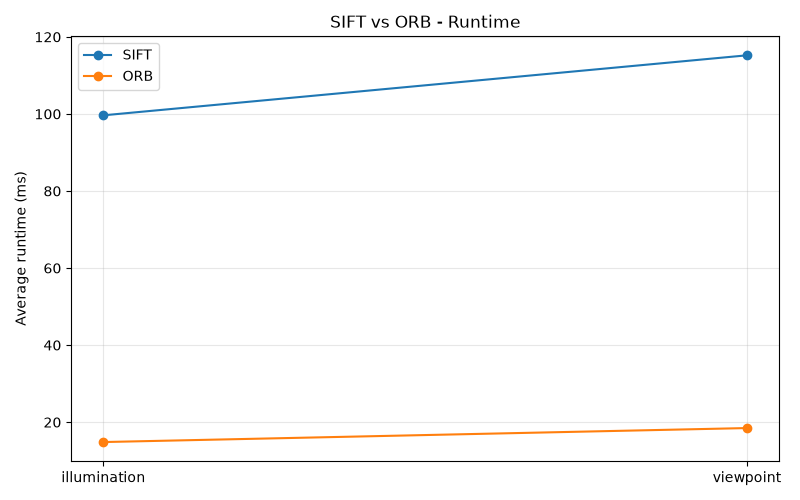 SIFT vs ORB - Runtime
SIFT
ORB
Average runtime (ms)
120
100
80
60
40
20
illumination
viewpoint